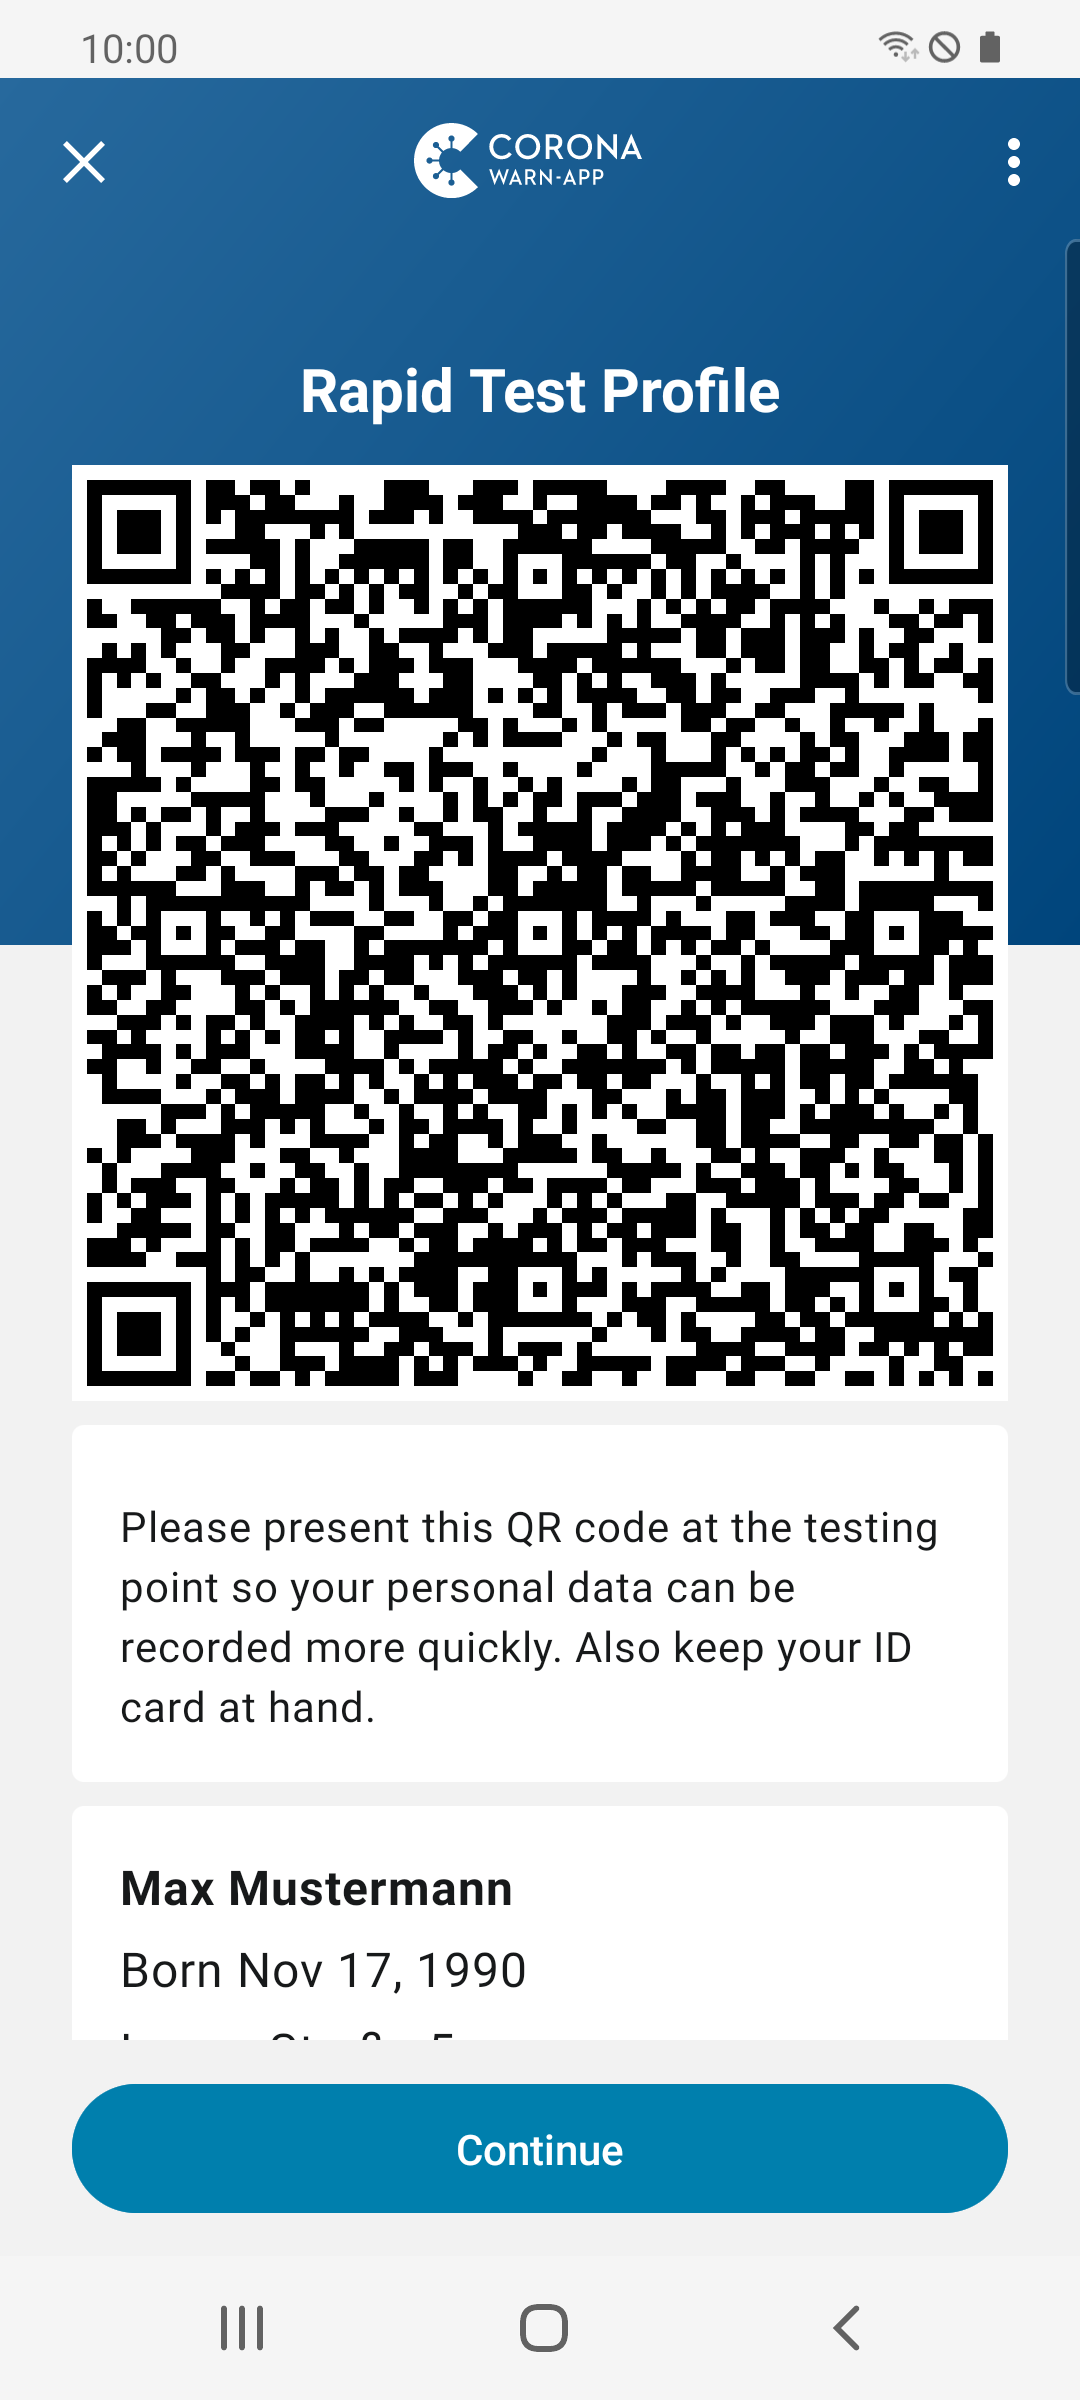 10:00
CORONA
WARN-APP
Rapid Test Profile
Please present this QR code at the testing
point so your personal data can be
recorded more quickly. Also keep your ID
card at hand.
Max Mustermann
Born Nov 17, 1990
Continue